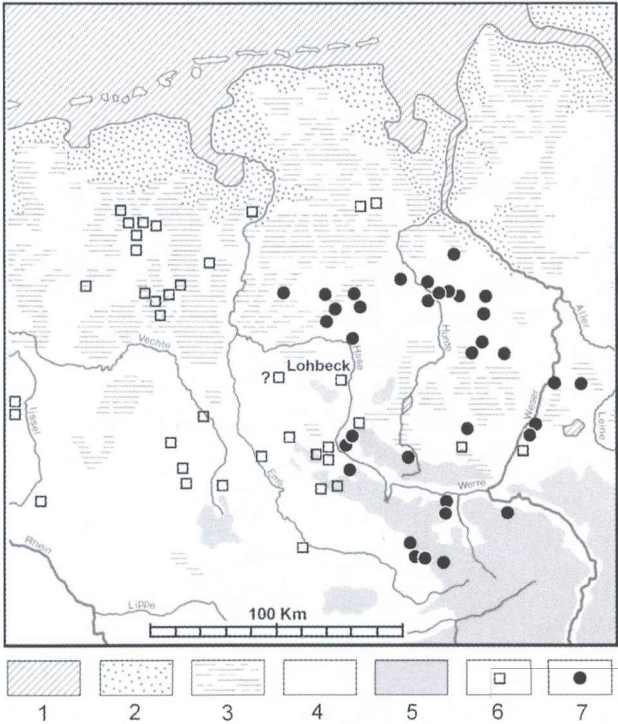 Aller
Vechte
Hunte
Hase
Lohbeck
?
Weser
Leine
IJssel
Ems
Werre
Rhein
Lippe
100 Km
1 2 3 4 5 6 7